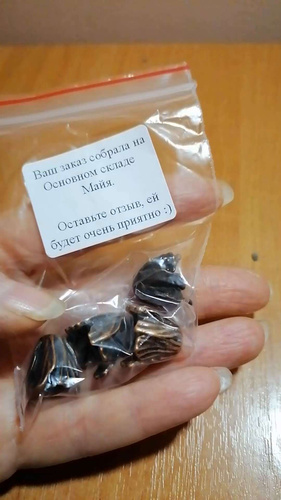 Ваш заказ собрала на
Основном складе
Майя.
Оставьте отзыв, ей
будет очень приятно :)